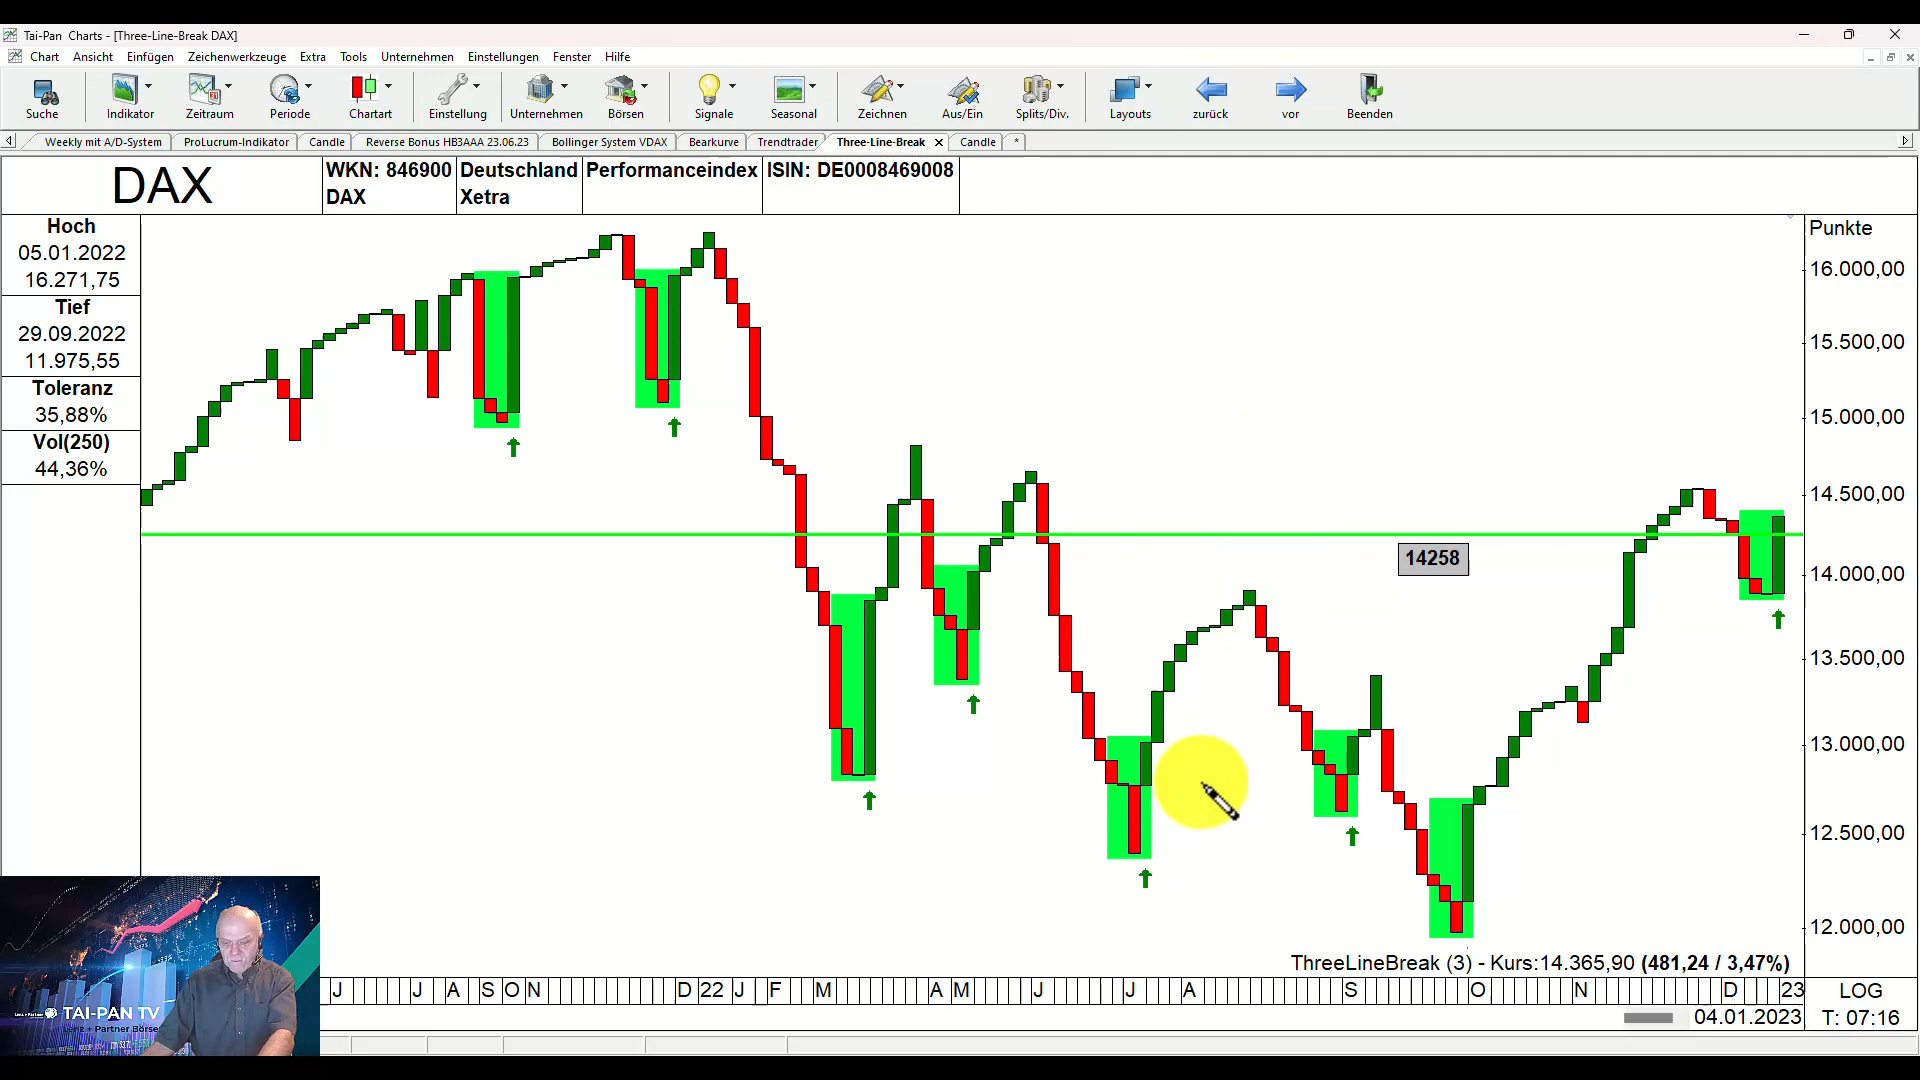 Tai-Pan Charts - [Three-Line-Break DAX]
Chart Ansicht Einfügen Zeichenwerkzeuge Extra Tools Unternehmen Einstellungen Fenster Hilfe
Suche Indikator Zeitraum Periode Chartart Einstellung Unternehmen Börsen Signale Seasonal Zeichnen Aus/Ein Splits/Div. Layouts zurück vor Beenden
Weekly mit A/D-System ProLucrum-Indikator Candle Reverse Bonus HB3AAA 23.06.23 Bollinger System VDAX Bearkurve Trendtrader Three-Line-Break Candle *
DAX
WKN: 846900 Deutschland Performanceindex ISIN: DE0008469008
DAX Xetra
Hoch
05.01.2022
16.271,75
Tief
29.09.2022
11.975,55
Toleranz
35,88%
Vol(250)
44,36%
Punkte
16.000,00
15.500,00
15.000,00
14.500,00
14.000,00
13.500,00
13.000,00
12.500,00
12.000,00
14258
ThreeLineBreak (3) - Kurs:14.365,90 (481,24 / 3,47%)
J J A S O N D 22 J F M A M J J A S O N D 23
LOG
04.01.2023 T: 07:16
TAI-PAN TV
Lenz + Partner Börse